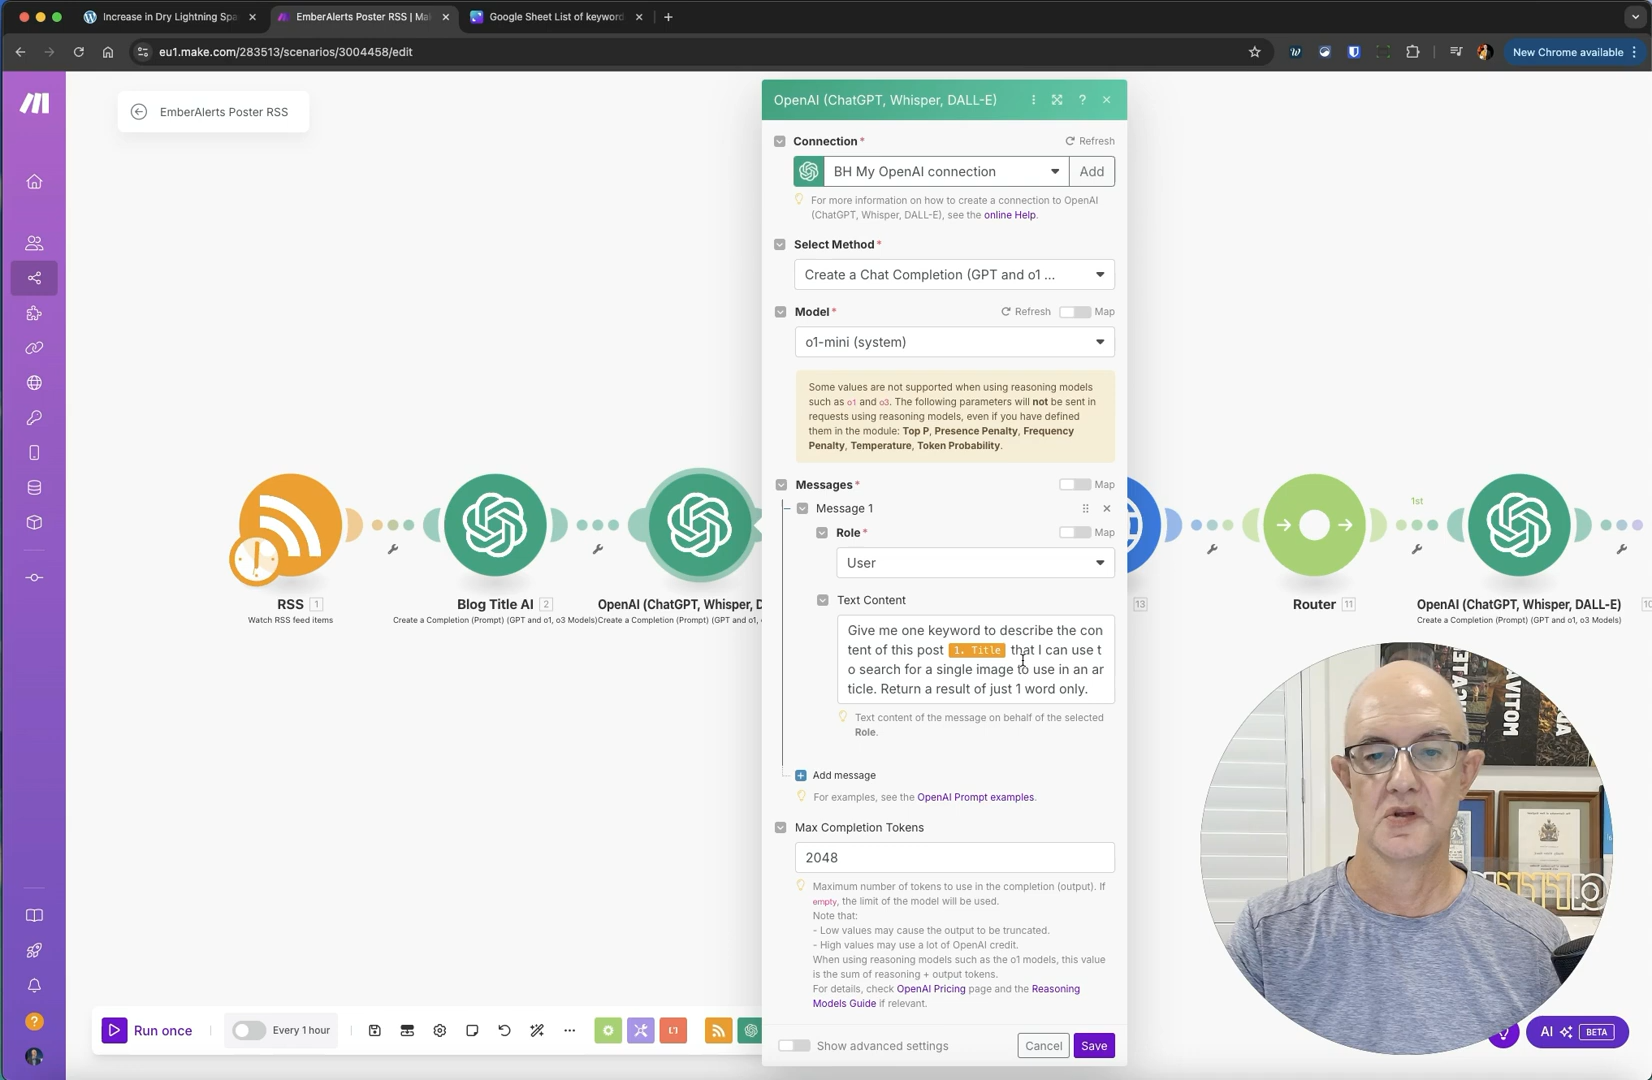 Increase in Dry Lightning Spa
EmberAlerts Poster RSS | Ma
Google Sheet List of keyword
eu1.make.com/283513/scenarios/3004458/edit
New Chrome available
EmberAlerts Poster RSS
OpenAI (ChatGPT, Whisper, DALL-E)
Connection*
Refresh
BH My OpenAI connection
Add
For more information on how to create a connection to OpenAI
(ChatGPT, Whisper, DALL-E), see the online Help.
Select Method*
Create a Chat Completion (GPT and o1 ...
Model*
Refresh
Map
o1-mini (system)
Some values are not supported when using reasoning models
such as o1 and o3. The following parameters will not be sent in
requests using reasoning models, even if you have defined
them in the module: Top P, Presence Penalty, Frequency
Penalty, Temperature, Token Probability.
Messages*
Map
Message 1
Role*
Map
User
Text Content
Give me one keyword to describe the con
tent of this post 1. Title that I can use t
o search for a single image to use in an ar
ticle. Return a result of just 1 word only.
Text content of the message on behalf of the selected
Role.
Add message
For examples, see the OpenAI Prompt examples.
Max Completion Tokens
2048
Maximum number of tokens to use in the completion (output). If
empty, the limit of the model will be used.
Note that:
- Low values may cause the output to be truncated.
- High values may use a lot of OpenAI credit.
When using reasoning models such as the o1 models, this value
is the sum of reasoning + output tokens.
For details, check OpenAI Pricing page and the Reasoning
Models Guide if relevant.
Show advanced settings
Cancel
Save
RSS 1
Watch RSS feed items
Blog Title AI 2
Create a Completion (Prompt) (GPT and o1, o3 Models)
OpenAI (ChatGPT, Whisper, D
Create a Completion (Prompt) (GPT and o1,
13
Router 11
1st
OpenAI (ChatGPT, Whisper, DALL-E)
10
Create a Completion (Prompt) (GPT and o1, o3 Models)
Run once
Every 1 hour
AI
BETA